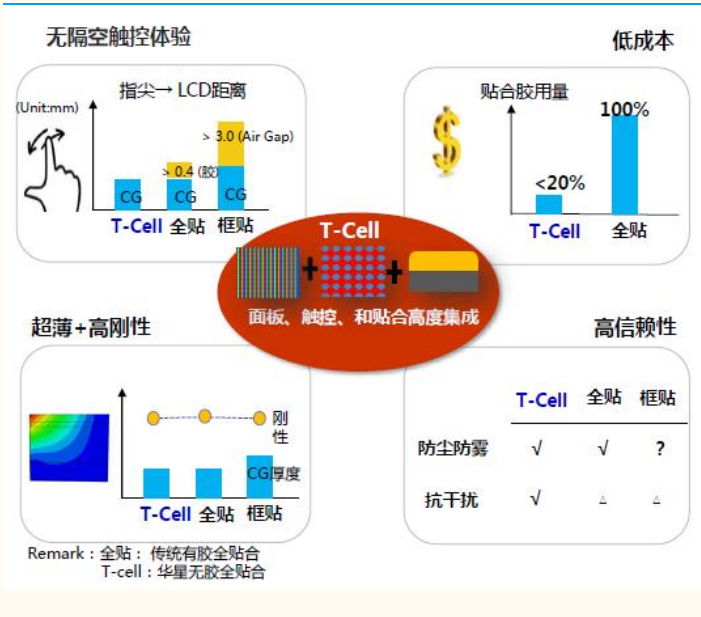 无隔空触控体验
低成本
指尖→ LCD距离
(Unit:mm)
> 3.0 (Air Gap)
> 0.4 (胶)
CG
CG
CG
T-Cell 全贴 框贴
贴合胶用量
100%
<20%
T-Cell 全贴
T-Cell
面板、触控、和贴合高度集成
超薄+高刚性
高信赖性
刚
性
CG厚度
T-Cell 全贴 框贴
T-Cell 全贴 框贴
防尘防雾 √ √ ?
抗干扰 √ △ △
Remark：全贴： 传统有胶全贴合
T-cell：华星无胶全贴合